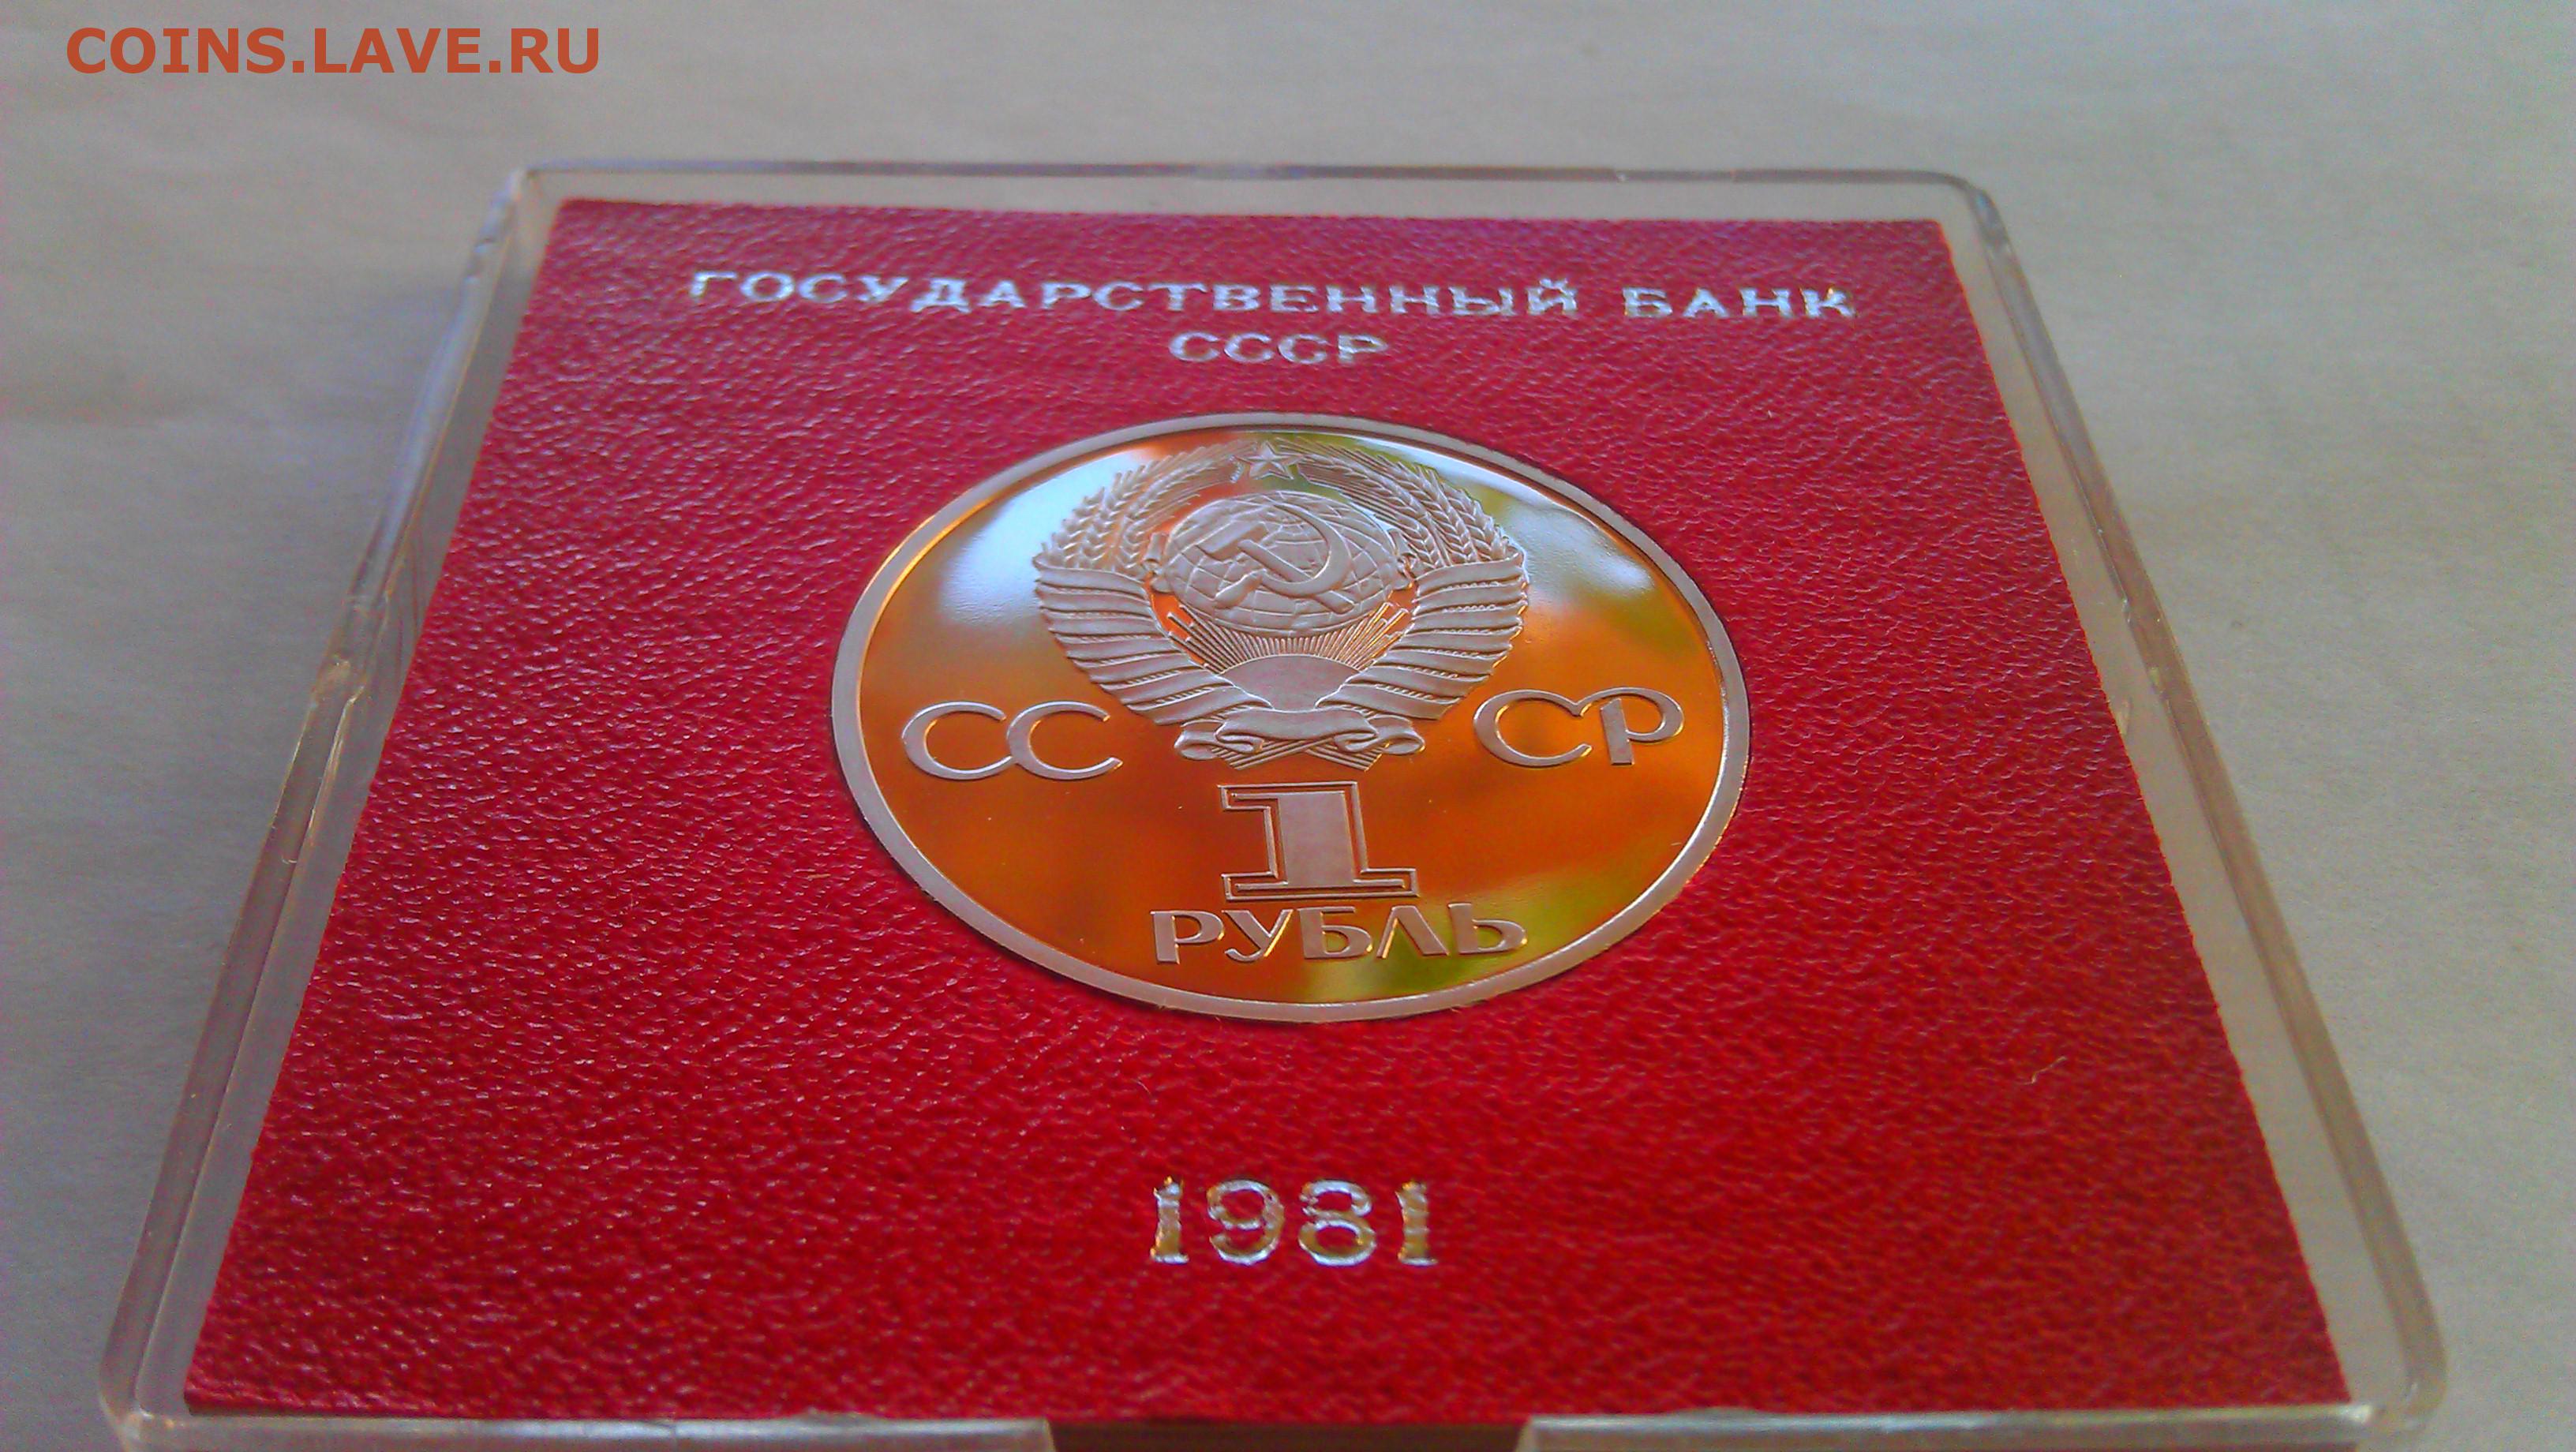 COINS.LAVE.RU
ГОСУДАРСТВЕННЫЙ БАНК
СССР
СС СР
1
РУБЛЬ
1981